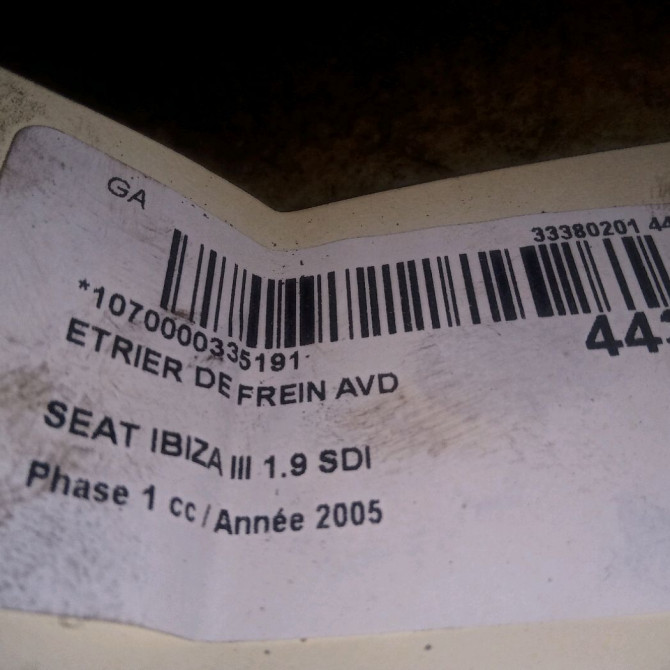 GA
33380201 44
*1070000335191*
44
ETRIER DE FREIN AVD
SEAT IBIZA III 1.9 SDI
Phase 1 cc / Année 2005